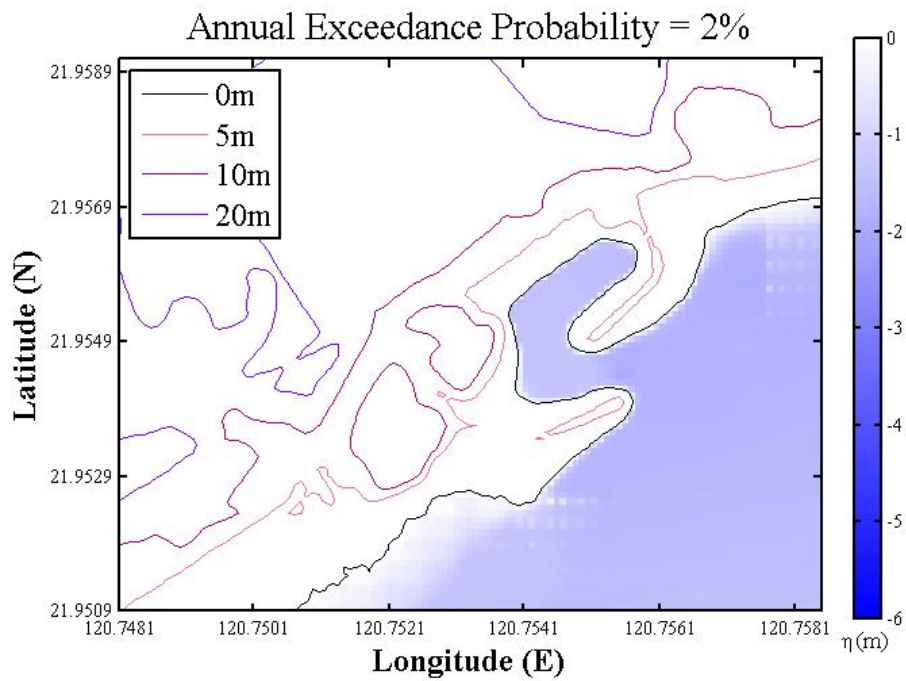 Annual Exceedance Probability = 2%
0m
5m
10m
20m
21.9589
21.9569
21.9549
21.9529
21.9509
Latitude (N)
120.7481 120.7501 120.7521 120.7541 120.7561 120.7581
Longitude (E)
0
-1
-2
-3
-4
-5
-6
η(m)